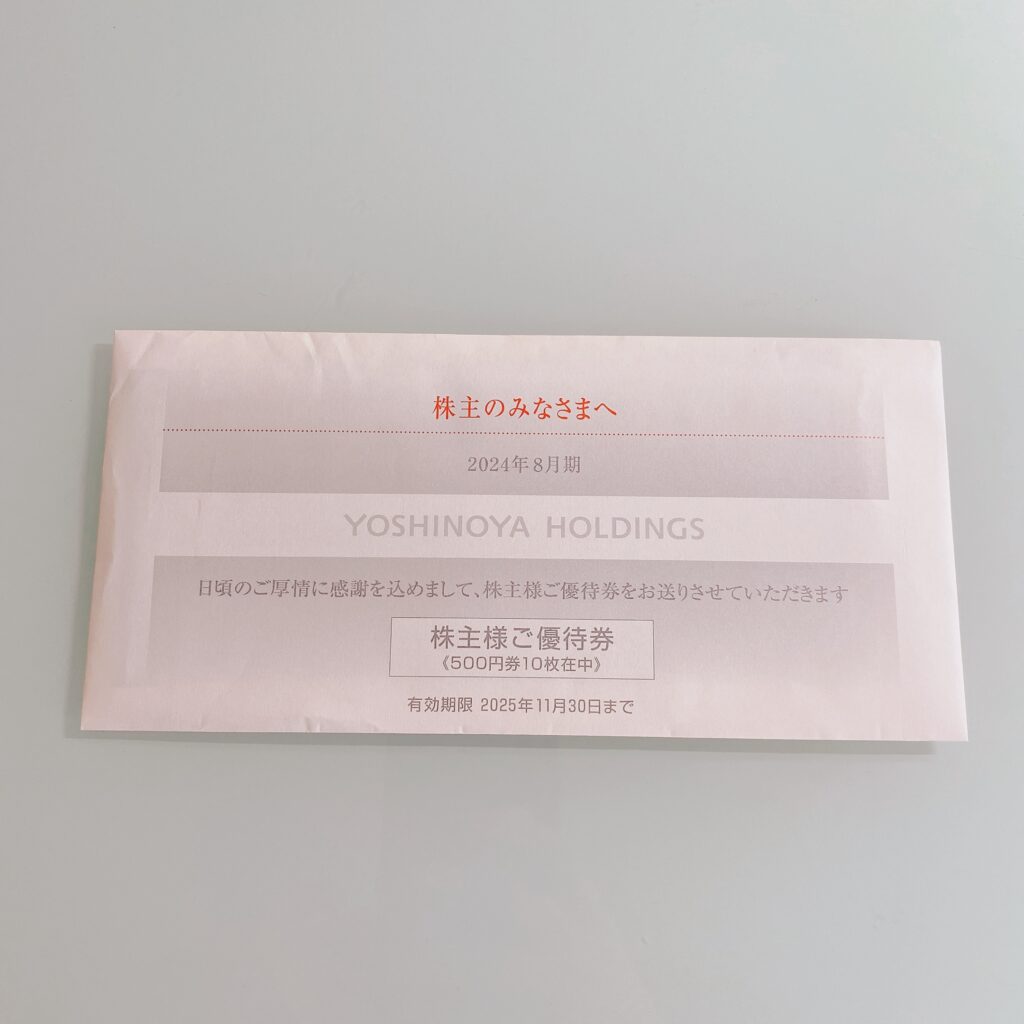 株主のみなさまへ
2024年8月期
YOSHINOYA HOLDINGS
日頃のご厚情に感謝を込めまして、株主様ご優待券をお送りさせていただきます
株主様ご優待券
《500円券10枚在中》
有効期限 2025年11月30日まで